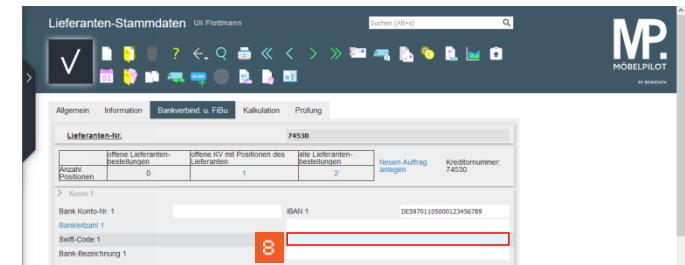 Lieferanten-Stammdaten Uli Flottmann
Suchen (Alt+s)
MP.
MÖBELPILOT
BY BEWIDATA
Allgemein Information Bankverbind. u. FiBu Kalkulation Prüfung
Lieferanten-Nr. 74530
offene Lieferanten-bestellungen offene KV mit Positionen des Lieferanten alle Lieferanten-bestellungen
Neuen Auftrag anlegen Kreditornummer: 74530
Anzahl Positionen 0 1 2
Konto 1
Bank Konto-Nr. 1 IBAN 1 DE59701105000123456789
Bankleitzahl 1
Swift-Code 1
8
Bank-Bezeichnung 1